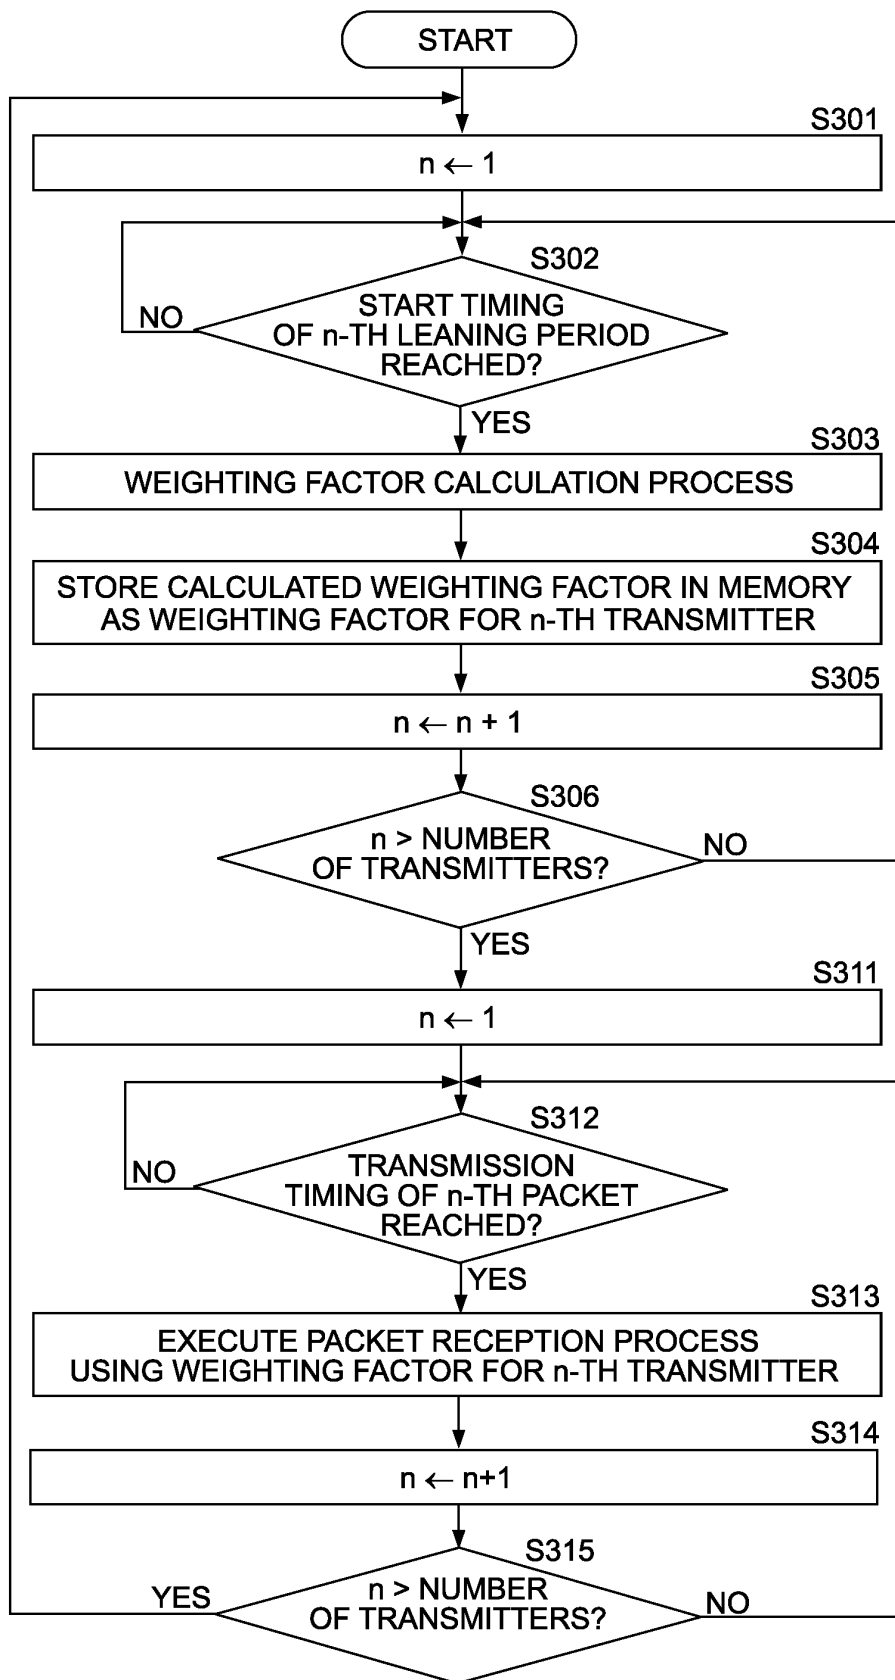 START
S301
n ← 1
S302
START TIMING
OF n-TH LEANING PERIOD
REACHED?
NO
YES
S303
WEIGHTING FACTOR CALCULATION PROCESS
S304
STORE CALCULATED WEIGHTING FACTOR IN MEMORY
AS WEIGHTING FACTOR FOR n-TH TRANSMITTER
S305
n ← n + 1
S306
n > NUMBER
OF TRANSMITTERS?
NO
YES
S311
n ← 1
S312
TRANSMISSION
TIMING OF n-TH PACKET
REACHED?
NO
YES
S313
EXECUTE PACKET RECEPTION PROCESS
USING WEIGHTING FACTOR FOR n-TH TRANSMITTER
S314
n ← n+1
S315
n > NUMBER
OF TRANSMITTERS?
YES
NO